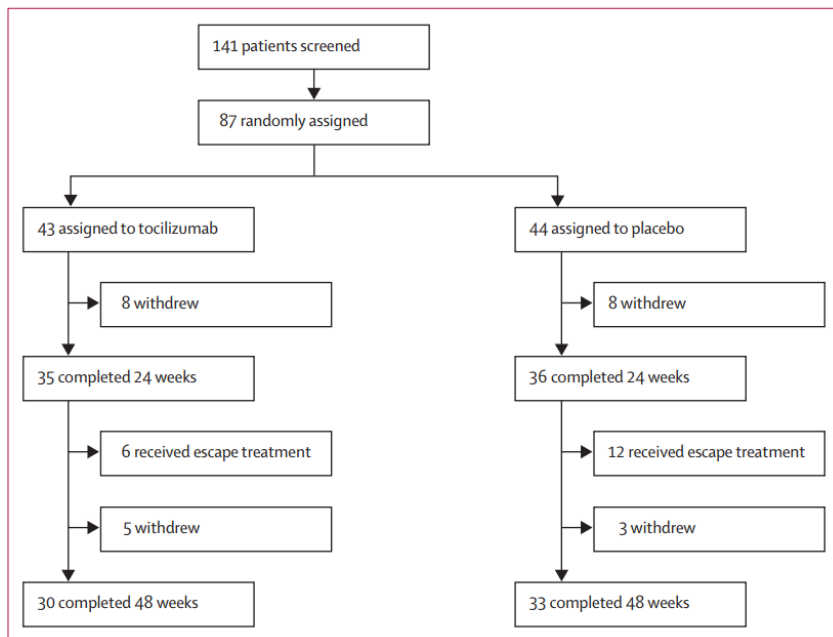 141 patients screened
87 randomly assigned
43 assigned to tocilizumab
44 assigned to placebo
8 withdrew
8 withdrew
35 completed 24 weeks
36 completed 24 weeks
6 received escape treatment
12 received escape treatment
5 withdrew
3 withdrew
30 completed 48 weeks
33 completed 48 weeks